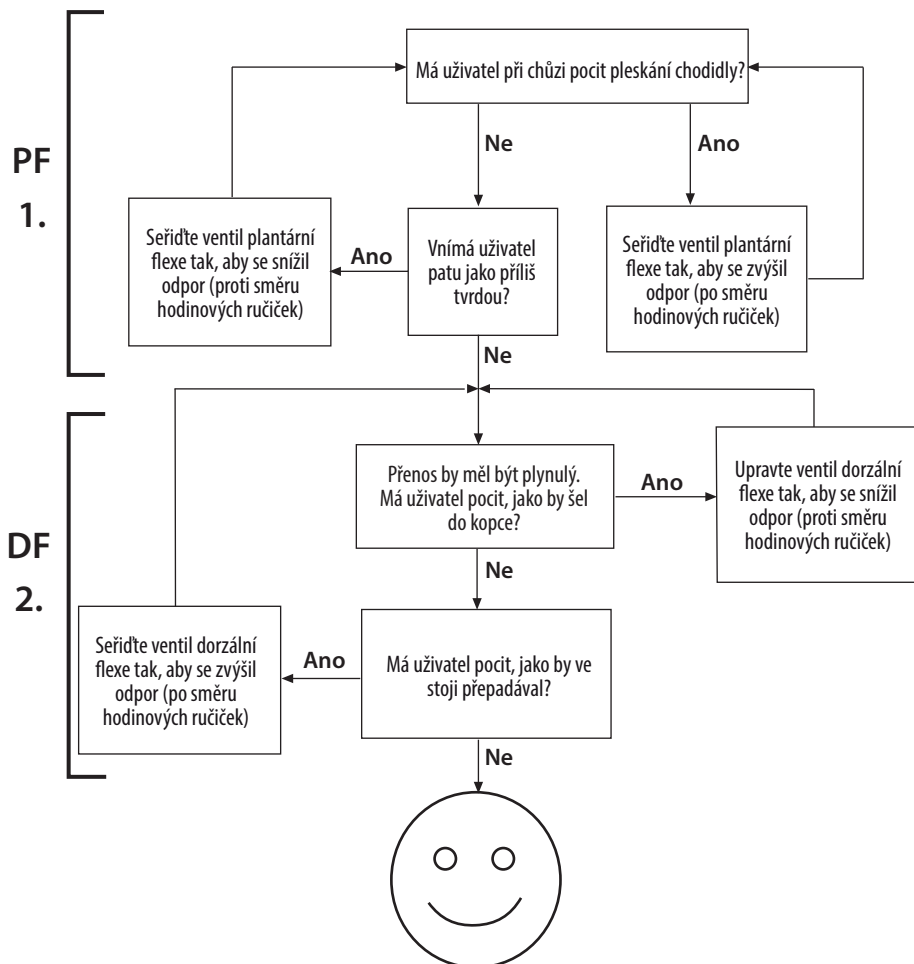 Má uživatel při chůzi pocit pleskání chodidly?
Ne
Ano
PF
1.
Seřiďte ventil plantární
flexe tak, aby se snížil
odpor (proti směru
hodinových ručiček)
Ano
Vnímá uživatel
patu jako příliš
tvrdou?
Seřiďte ventil plantární
flexe tak, aby se zvýšil
odpor (po směru
hodinových ručiček)
Ne
DF
2.
Přenos by měl být plynulý.
Má uživatel pocit, jako by šel
do kopce?
Ano
Upravte ventil dorzální
flexe tak, aby se snížil
odpor (proti směru
hodinových ručiček)
Ne
Seřiďte ventil dorzální
flexe tak, aby se zvýšil
odpor (po směru
hodinových ručiček)
Ano
Má uživatel pocit, jako by ve
stoji přepadával?
Ne